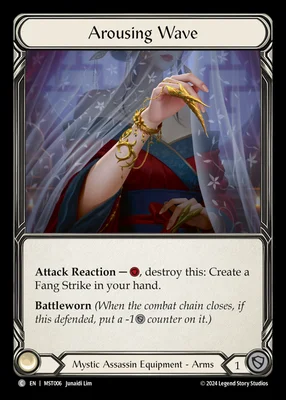 Arousing Wave
Attack Reaction — , destroy this: Create a
Fang Strike in your hand.
Battleworn (When the combat chain closes, if
this defended, put a -1 counter on it.)
Mystic Assassin Equipment - Arms
1
C EN | MST006 Junaidi Lim
© 2024 Legend Story Studios